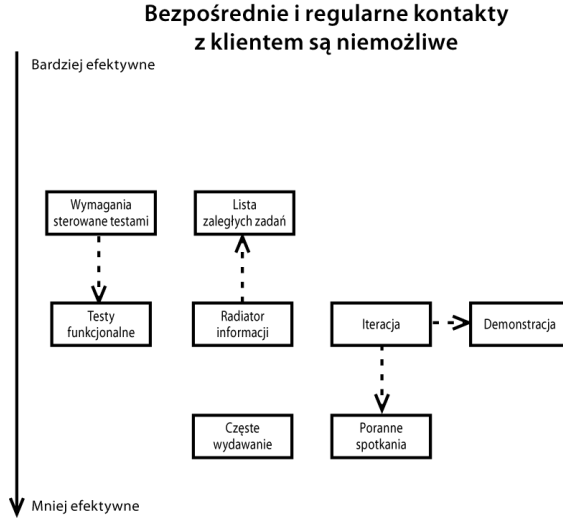 Bezpośrednie i regularne kontakty
z klientem są niemożliwe
Bardziej efektywne
Wymagania
sterowane testami
Lista
zaległych zadań
Testy
funkcjonalne
Radiator
informacji
Iteracja
Demonstracja
Częste
wydawanie
Poranne
spotkania
Mniej efektywne